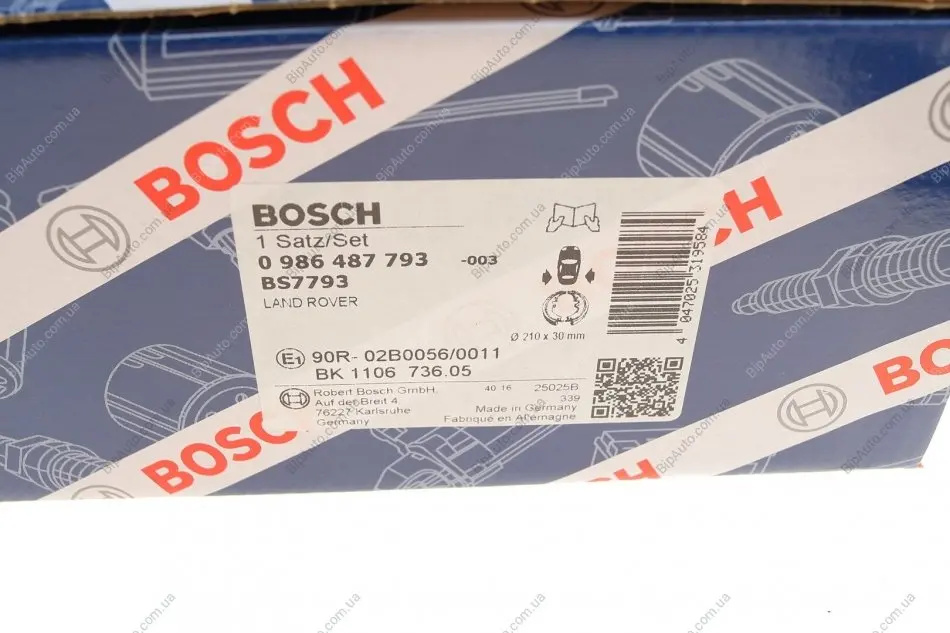 BOSCH
BOSCH
1 Satz/Set
0 986 487 793 -003
BS7793
LAND ROVER
Ø 210 x 30 mm
4 047025 319584
E1 90R- 02B0056/0011
BK 1106 736.05
Robert Bosch GmbH.
Auf der Breit 4
76227 Karlsruhe
Germany
40 16 25025B
339
Made in Germany
Fabriqué en Allemagne
BOSCH
BipAuto.com.ua